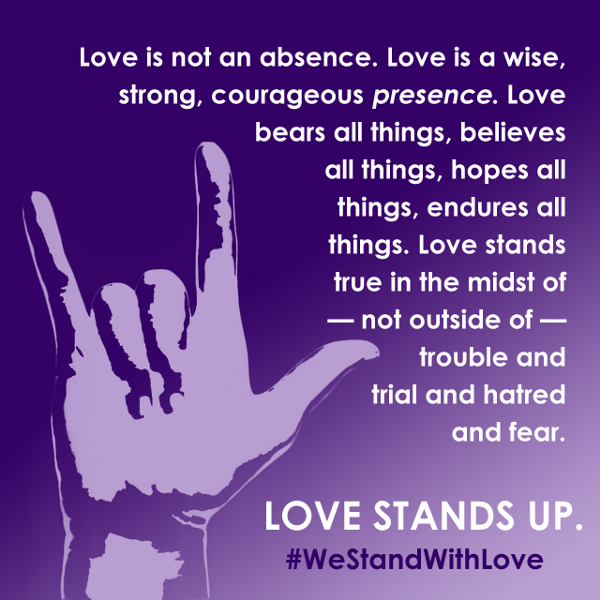 Love is not an absence. Love is a wise,
strong, courageous presence. Love
bears all things, believes
all things, hopes all
things, endures all
things. Love stands
true in the midst of
— not outside of —
trouble and
trial and hatred
and fear.
LOVE STANDS UP.
#WeStandWithLove